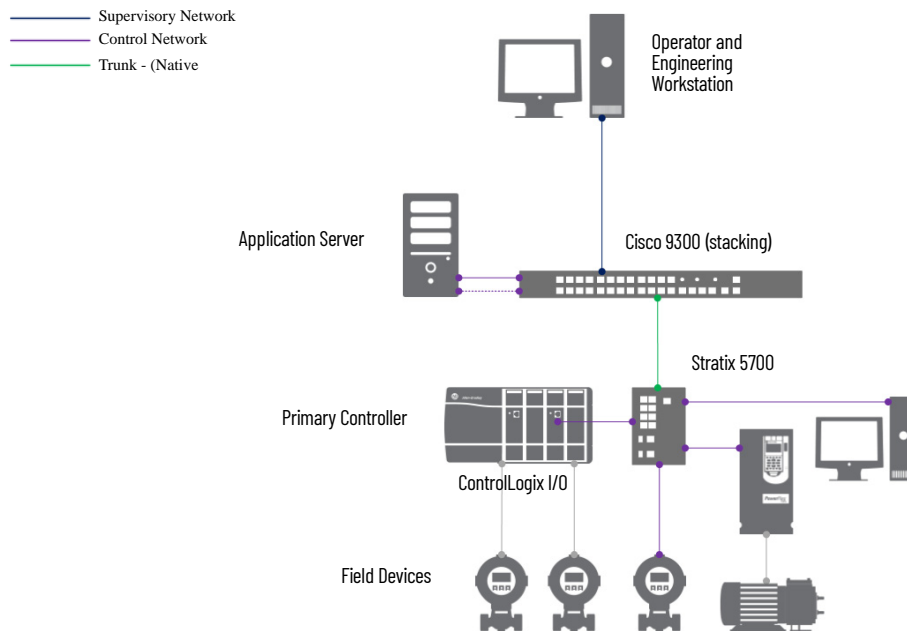 Supervisory Network
Control Network
Trunk - (Native
Operator and
Engineering
Workstation
Application Server
Cisco 9300 (stacking)
Stratix 5700
Primary Controller
ControlLogix I/O
Field Devices